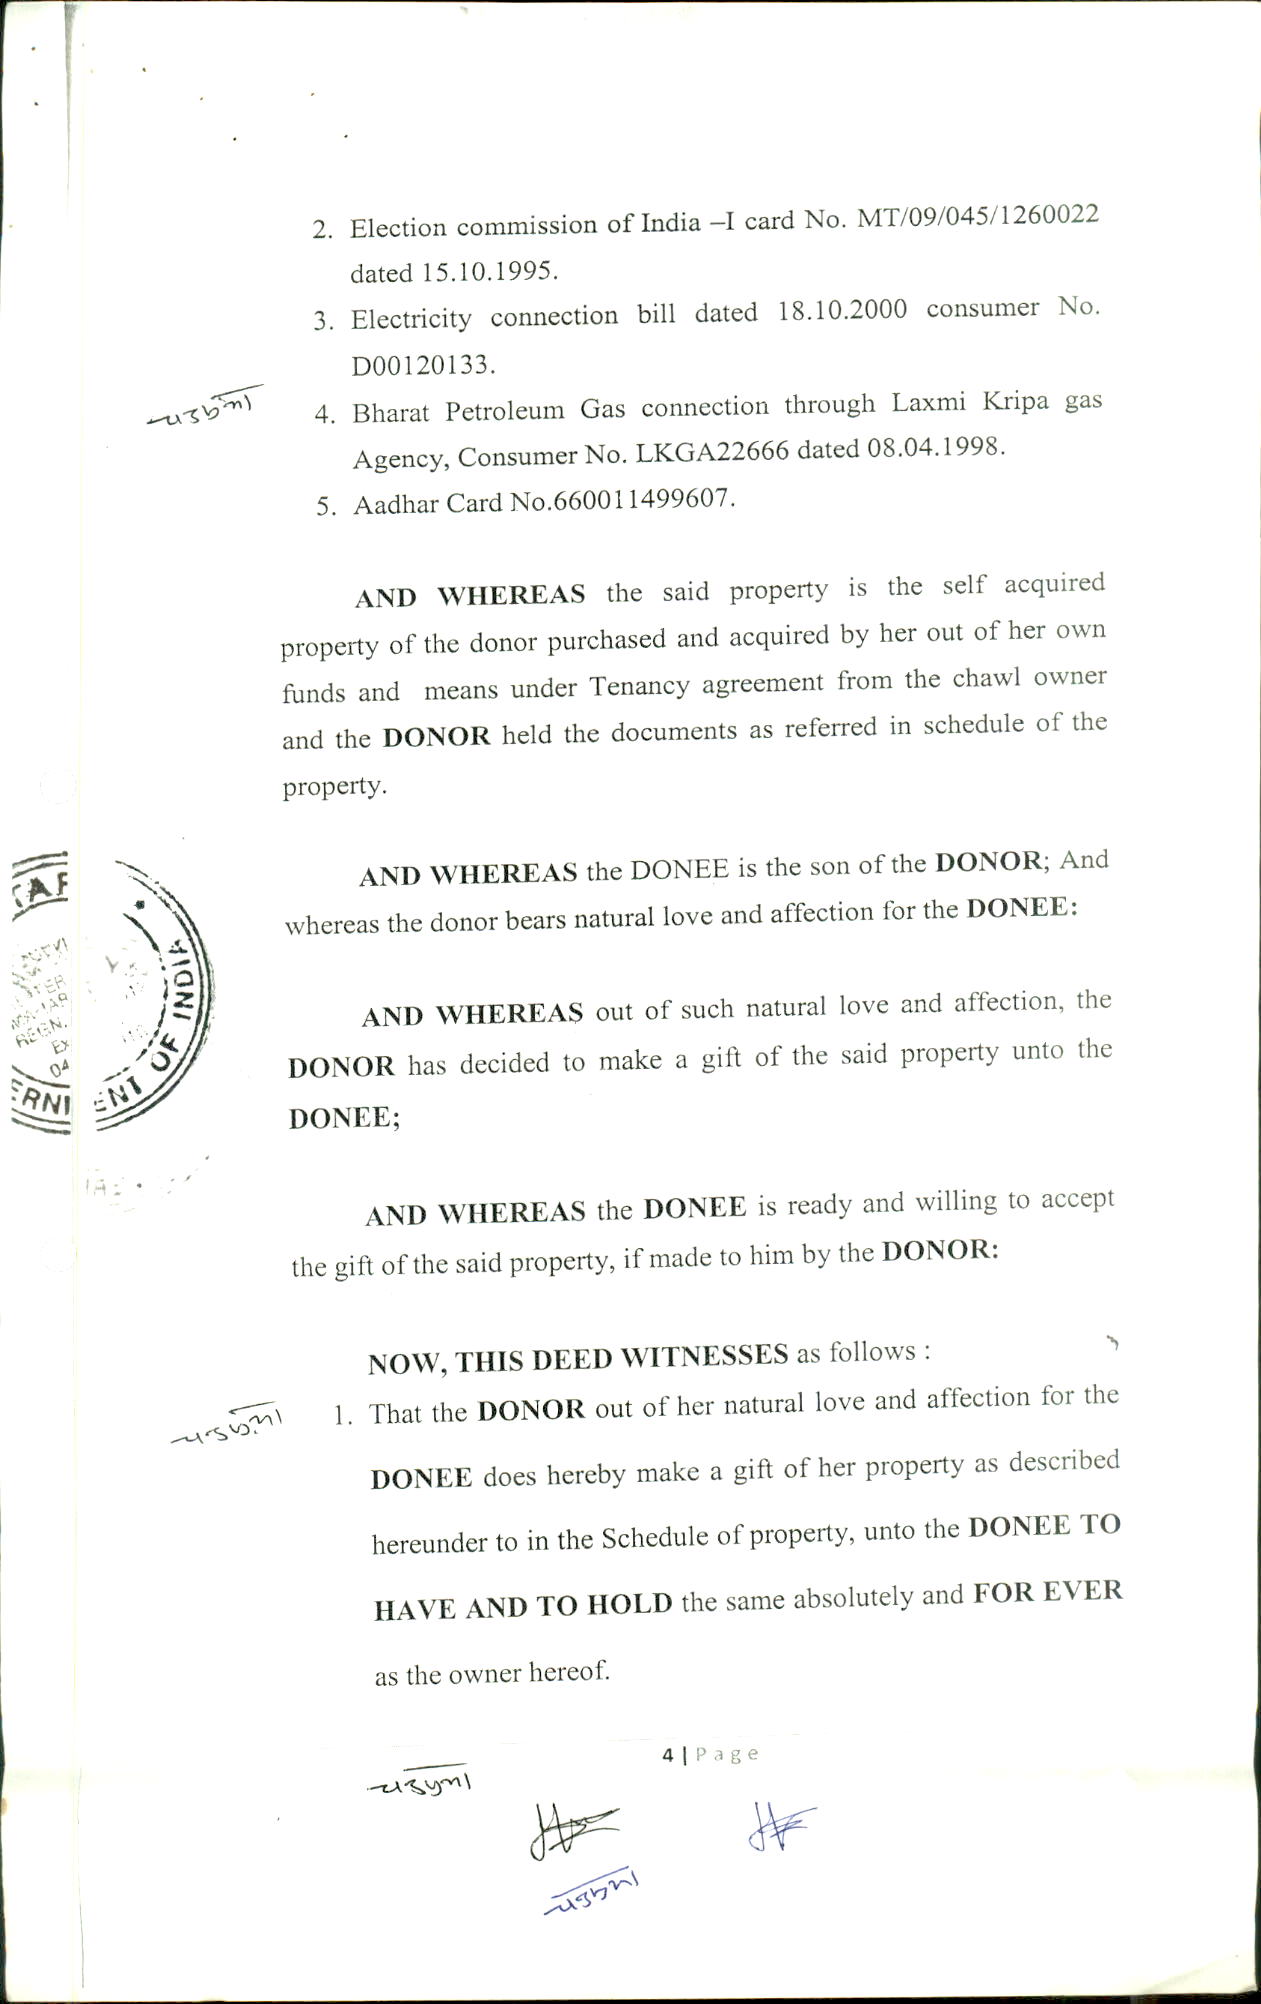 2. Election commission of India –I card No. MT/09/045/1260022
dated 15.10.1995.
3. Electricity connection bill dated 18.10.2000 consumer No.
D00120133.
4. Bharat Petroleum Gas connection through Laxmi Kripa gas
Agency, Consumer No. LKGA22666 dated 08.04.1998.
5. Aadhar Card No.660011499607.
AND WHEREAS the said property is the self acquired
property of the donor purchased and acquired by her out of her own
funds and means under Tenancy agreement from the chawl owner
and the DONOR held the documents as referred in schedule of the
property.
AND WHEREAS the DONEE is the son of the DONOR; And
whereas the donor bears natural love and affection for the DONEE:
AND WHEREAS out of such natural love and affection, the
DONOR has decided to make a gift of the said property unto the
DONEE;
AND WHEREAS the DONEE is ready and willing to accept
the gift of the said property, if made to him by the DONOR:
NOW, THIS DEED WITNESSES as follows :
1. That the DONOR out of her natural love and affection for the
DONEE does hereby make a gift of her property as described
hereunder to in the Schedule of property, unto the DONEE TO
HAVE AND TO HOLD the same absolutely and FOR EVER
as the owner hereof.
4 | Page
OF INDIA